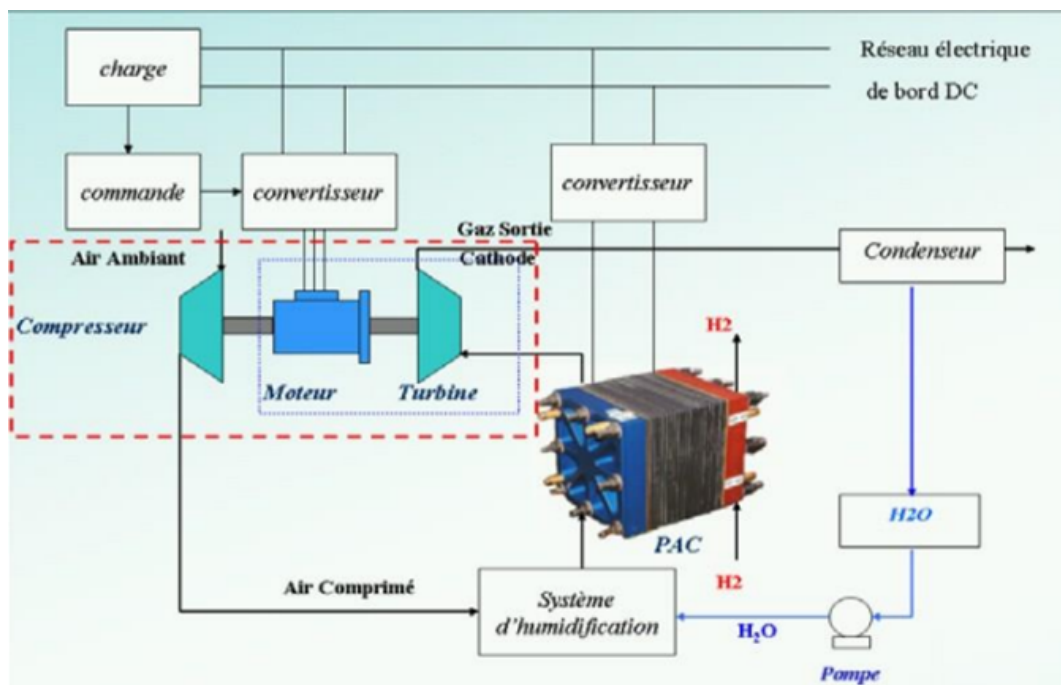 charge
Réseau électrique
de bord DC
commande
convertisseur
convertisseur
Gaz Sortie
Cathode
Air Ambiant
Condenseur
Compresseur
Moteur
Turbine
H2
H2O
PAC
H2
Air Comprimé
Système
d'humidification
H₂O
Pompe